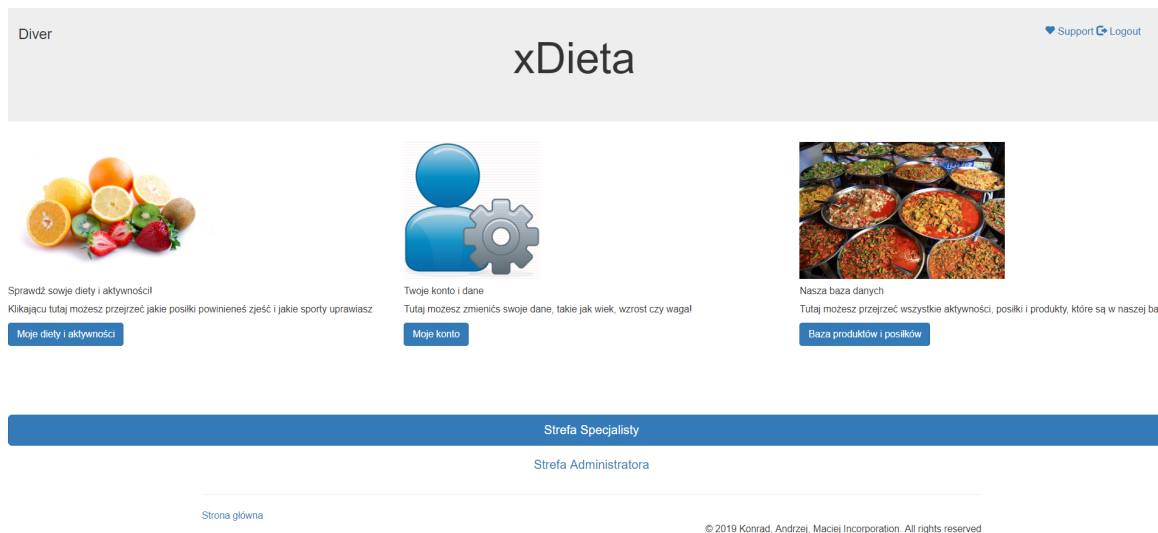 Diver
Support Logout
xDieta
Sprawdź sowje diety i aktywności!
Klikającu tutaj możesz przejrzeć jakie posiłki powinieneś zjeść i jakie sporty uprawiasz
Moje diety i aktywności
Twoje konto i dane
Tutaj możesz zmienićs swoje dane, takie jak wiek, wzrost czy waga!
Moje konto
Nasza baza danych
Tutaj możesz przejrzeć wszystkie aktywności, posiłki i produkty, które są w naszej ba
Baza produktów i posiłków
Strefa Specjalisty
Strefa Administratora
Strona główna
© 2019 Konrad, Andrzej, Maciej Incorporation. All rights reserved